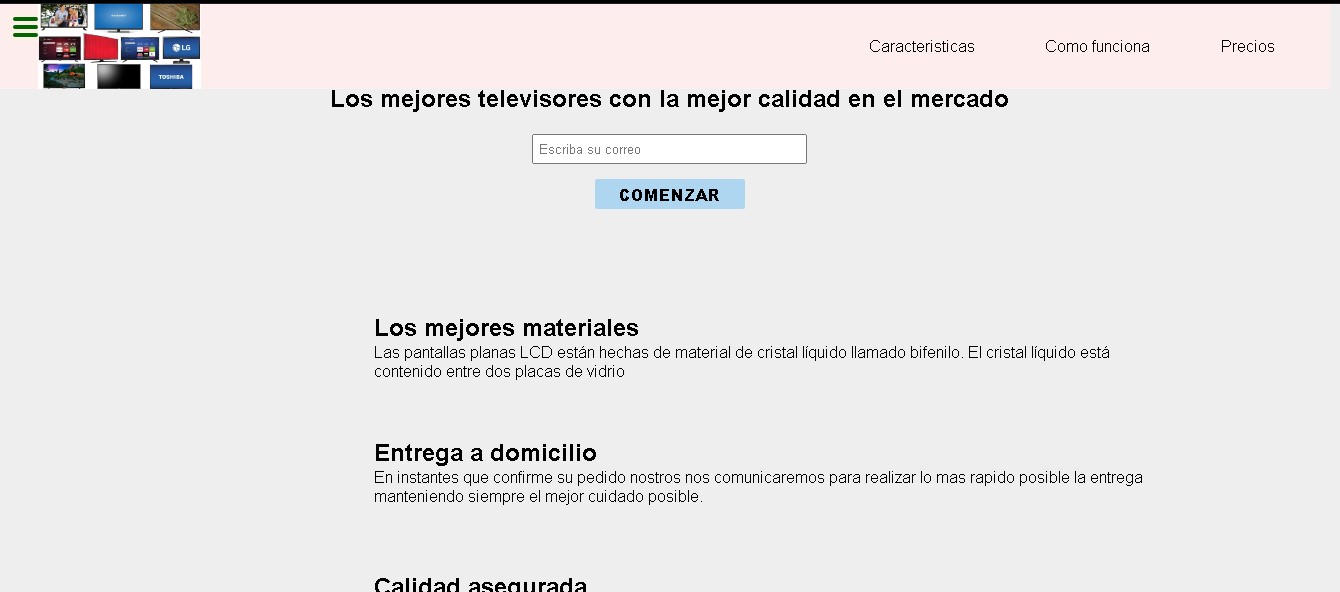 LG
TOSHIBA
Caracteristicas
Como funciona
Precios
Los mejores televisores con la mejor calidad en el mercado
Escriba su correo
COMENZAR
Los mejores materiales
Las pantallas planas LCD están hechas de material de cristal líquido llamado bifenilo. El cristal líquido está
contenido entre dos placas de vidrio
Entrega a domicilio
En instantes que confirme su pedido nostros nos comunicaremos para realizar lo mas rapido posible la entrega
manteniendo siempre el mejor cuidado posible.
Calidad asegurada